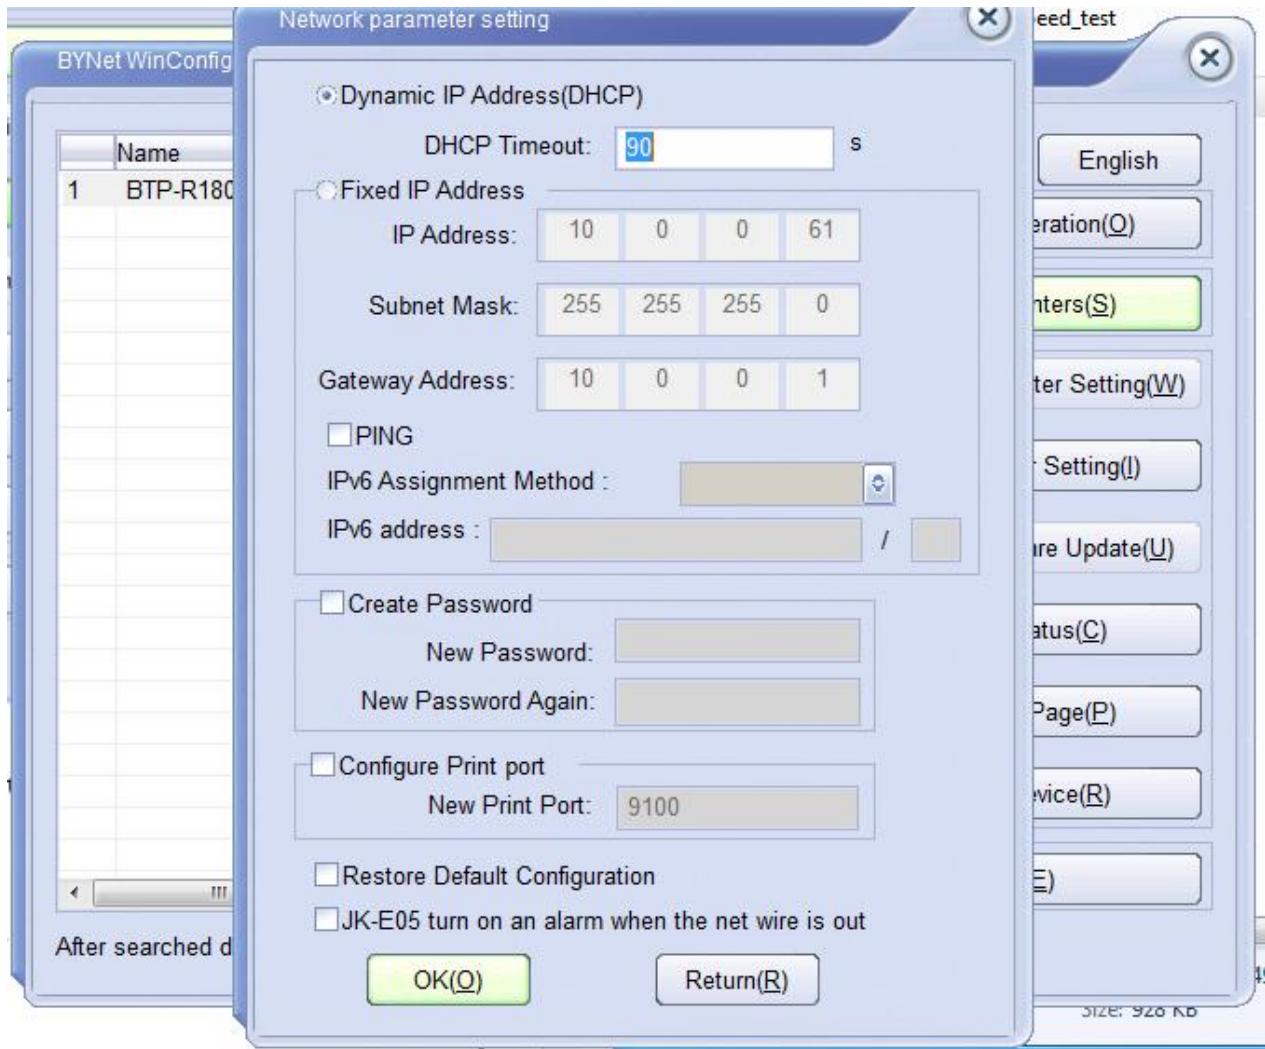 Network parameter setting
eed_test
BYNet WinConfig
Dynamic IP Address(DHCP)
DHCP Timeout: 90 s
English
Name
1 BTP-R180
Fixed IP Address
IP Address: 10 0 0 61
eration(O)
Subnet Mask: 255 255 255 0
nters(S)
Gateway Address: 10 0 0 1
ter Setting(W)
PING
IPv6 Assignment Method :
Setting(I)
IPv6 address : /
re Update(U)
Create Password
atus(C)
New Password:
New Password Again:
Page(P)
Configure Print port
New Print Port: 9100
vice(R)
Restore Default Configuration
E)
JK-E05 turn on an alarm when the net wire is out
After searched d
OK(O)
Return(R)
Size: 928 KB